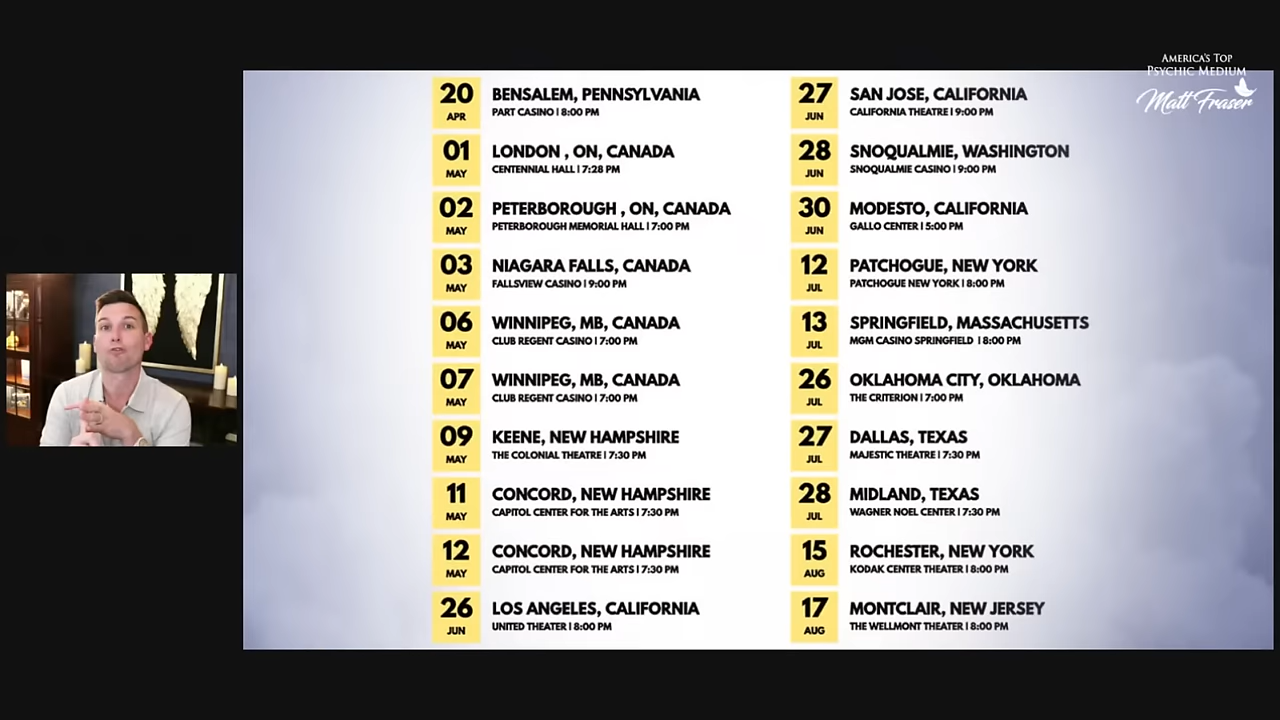 AMERICA'S TOP
PSYCHIC MEDIUM
Matt Fraser
20
APR
BENSALEM, PENNSYLVANIA
PART CASINO | 8:00 PM
01
MAY
LONDON , ON, CANADA
CENTENNIAL HALL | 7:28 PM
02
MAY
PETERBOROUGH , ON, CANADA
PETERBOROUGH MEMORIAL HALL | 7:00 PM
03
MAY
NIAGARA FALLS, CANADA
FALLSVIEW CASINO | 9:00 PM
06
MAY
WINNIPEG, MB, CANADA
CLUB REGENT CASINO | 7:00 PM
07
MAY
WINNIPEG, MB, CANADA
CLUB REGENT CASINO | 7:00 PM
09
MAY
KEENE, NEW HAMPSHIRE
THE COLONIAL THEATRE | 7:30 PM
11
MAY
CONCORD, NEW HAMPSHIRE
CAPITOL CENTER FOR THE ARTS | 7:30 PM
12
MAY
CONCORD, NEW HAMPSHIRE
CAPITOL CENTER FOR THE ARTS | 7:30 PM
26
JUN
LOS ANGELES, CALIFORNIA
UNITED THEATER | 8:00 PM
27
JUN
SAN JOSE, CALIFORNIA
CALIFORNIA THEATRE | 9:00 PM
28
JUN
SNOQUALMIE, WASHINGTON
SNOQUALMIE CASINO | 9:00 PM
30
JUN
MODESTO, CALIFORNIA
GALLO CENTER | 5:00 PM
12
JUL
PATCHOGUE, NEW YORK
PATCHOGUE NEW YORK | 8:00 PM
13
JUL
SPRINGFIELD, MASSACHUSETTS
MGM CASINO SPRINGFIELD | 8:00 PM
26
JUL
OKLAHOMA CITY, OKLAHOMA
THE CRITERION | 7:00 PM
27
JUL
DALLAS, TEXAS
MAJESTIC THEATRE | 7:30 PM
28
JUL
MIDLAND, TEXAS
WAGNER NOEL CENTER | 7:30 PM
15
AUG
ROCHESTER, NEW YORK
KODAK CENTER THEATER | 8:00 PM
17
AUG
MONTCLAIR, NEW JERSEY
THE WELLMONT THEATER | 8:00 PM